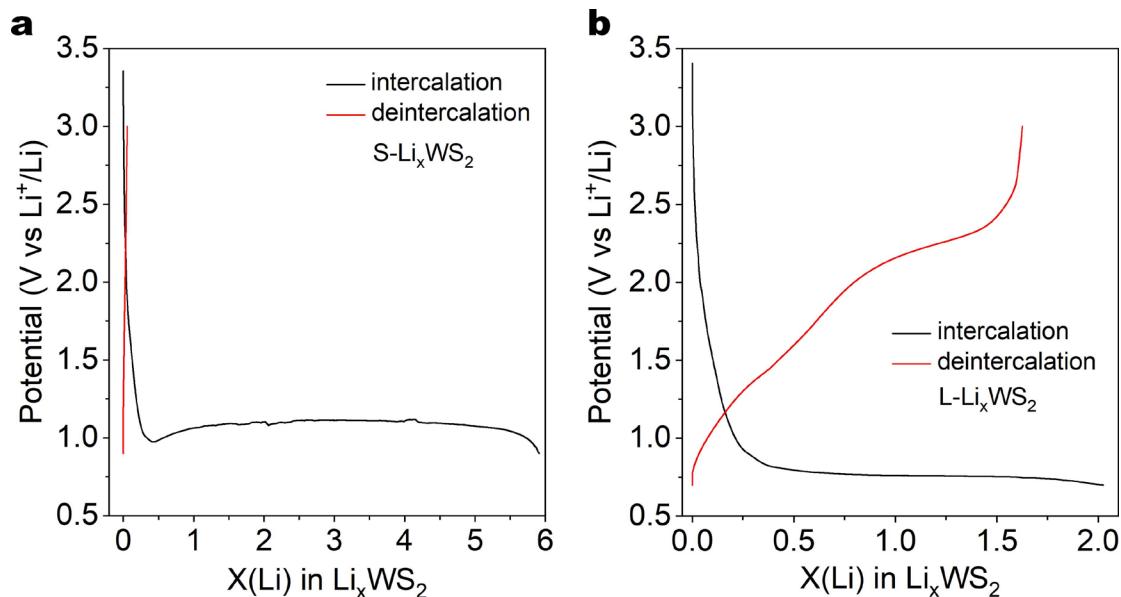 a
3.5
3.0
2.5
2.0
1.5
1.0
0.5
Potential (V vs Li⁺/Li)
intercalation
deintercalation
S-LiₓWS₂
0 1 2 3 4 5 6
X(Li) in LiₓWS₂
b
3.5
3.0
2.5
2.0
1.5
1.0
0.5
Potential (V vs Li⁺/Li)
intercalation
deintercalation
L-LiₓWS₂
0.0 0.5 1.0 1.5 2.0
X(Li) in LiₓWS₂